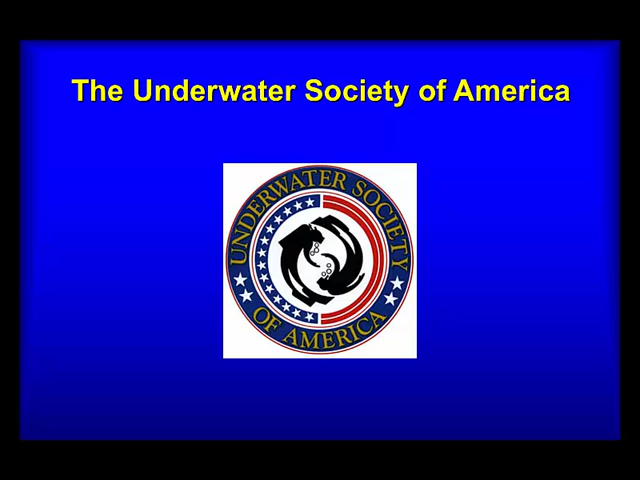 The Underwater Society of America
UNDERWATER SOCIETY
OF AMERICA